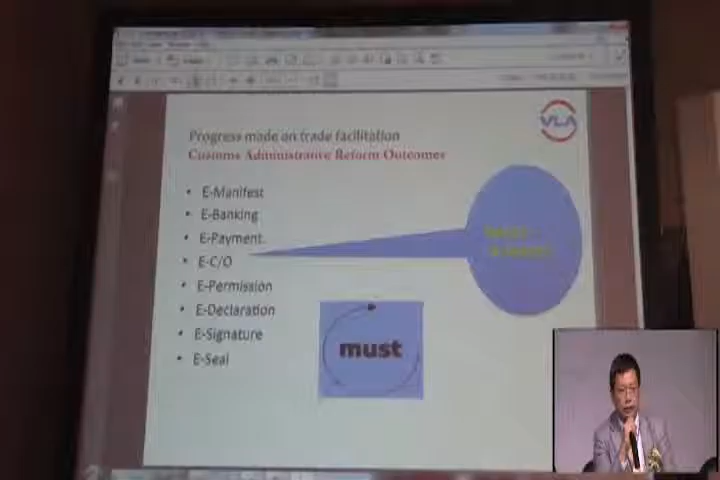 VLA
Progress made on trade facilitation
Customs Administrative Reform Outcomes
• E-Manifest
• E-Banking
• E-Payment
• E-C/O
• E-Permission
• E-Declaration
• E-Signature
• E-Seal
must